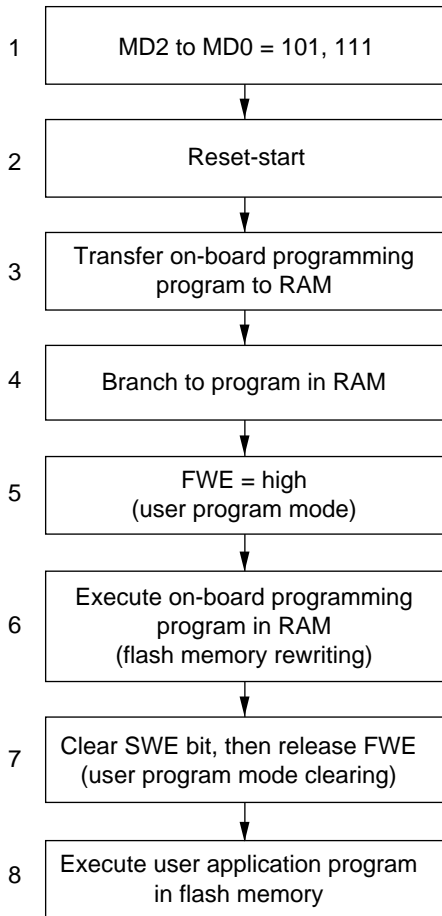 1
MD2 to MD0 = 101, 111
2
Reset-start
3
Transfer on-board programming
program to RAM
4
Branch to program in RAM
5
FWE = high
(user program mode)
6
Execute on-board programming
program in RAM
(flash memory rewriting)
7
Clear SWE bit, then release FWE
(user program mode clearing)
8
Execute user application program
in flash memory